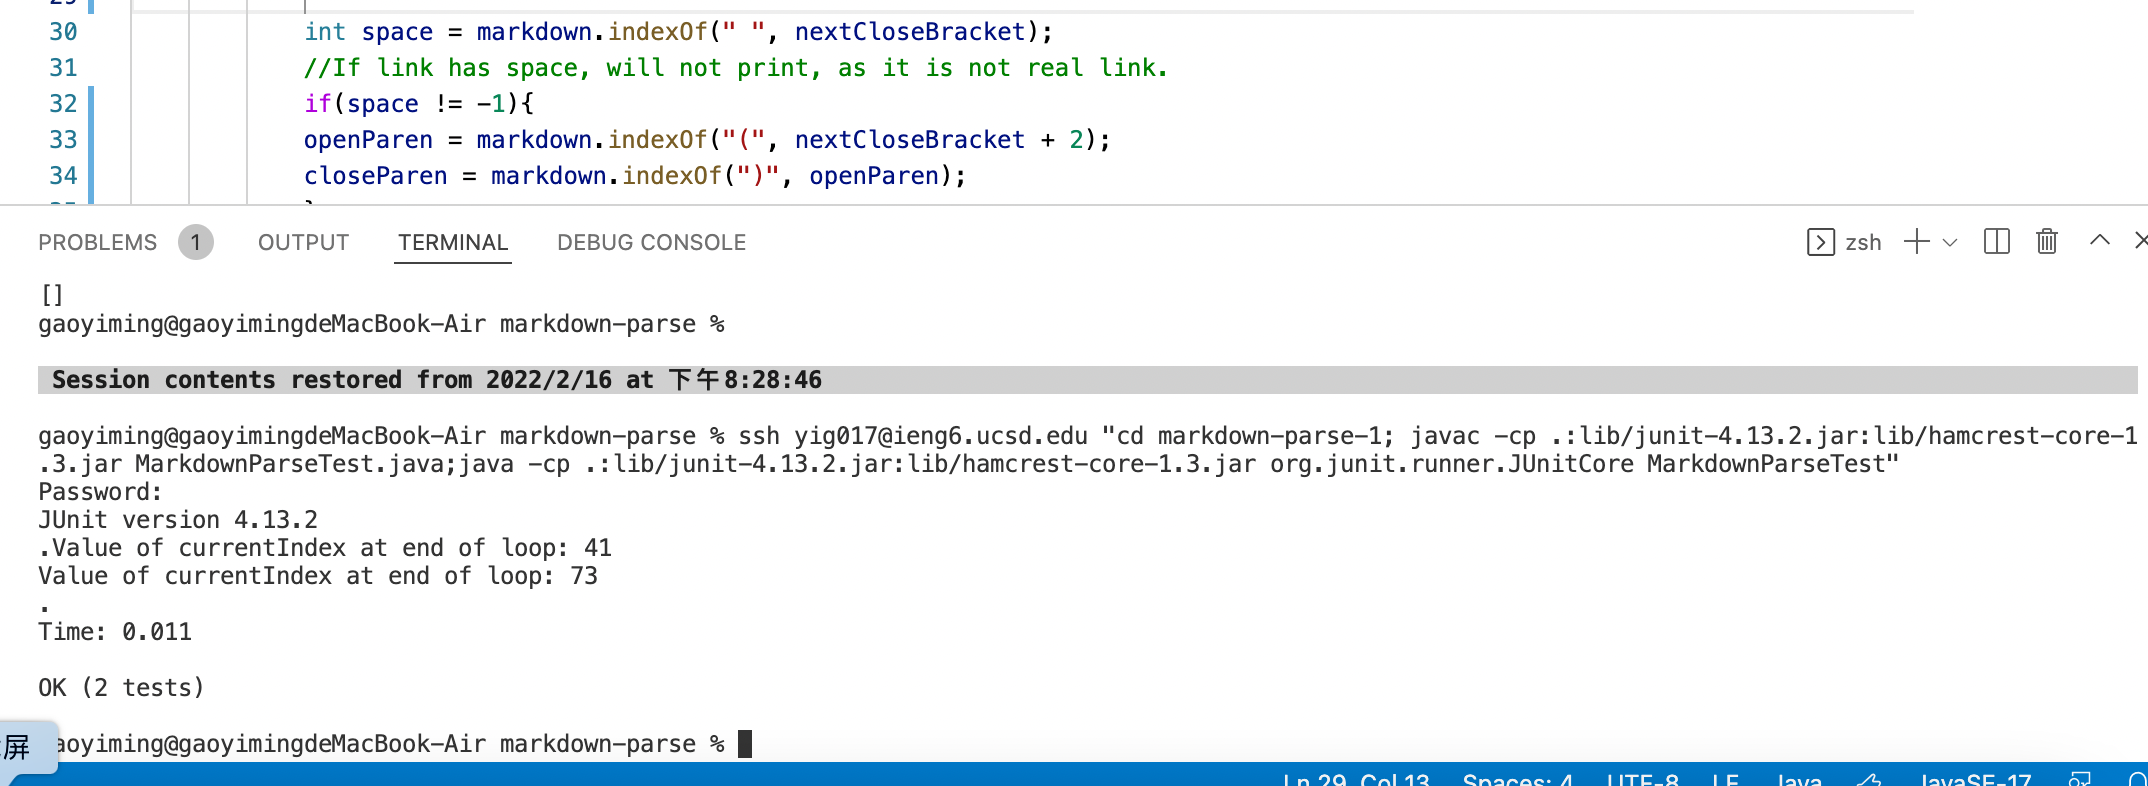 29
30 int space = markdown.indexOf(" ", nextCloseBracket);
31 //If link has space, will not print, as it is not real link.
32 if(space != -1){
33 openParen = markdown.indexOf("(", nextCloseBracket + 2);
34 closeParen = markdown.indexOf(")", openParen);
PROBLEMS 1 OUTPUT TERMINAL DEBUG CONSOLE zsh
[]
gaoyiming@gaoyimingdeMacBook-Air markdown-parse %
Session contents restored from 2022/2/16 at 下午8:28:46
gaoyiming@gaoyimingdeMacBook-Air markdown-parse % ssh yig017@ieng6.ucsd.edu "cd markdown-parse-1; javac -cp .:lib/junit-4.13.2.jar:lib/hamcrest-core-1
.3.jar MarkdownParseTest.java;java -cp .:lib/junit-4.13.2.jar:lib/hamcrest-core-1.3.jar org.junit.runner.JUnitCore MarkdownParseTest"
Password:
JUnit version 4.13.2
.Value of currentIndex at end of loop: 41
Value of currentIndex at end of loop: 73
.
Time: 0.011
OK (2 tests)
aoyiming@gaoyimingdeMacBook-Air markdown-parse %
屏
Ln 29, Col 13 Spaces: 4 UTF-8 LF Java JavaSE-17